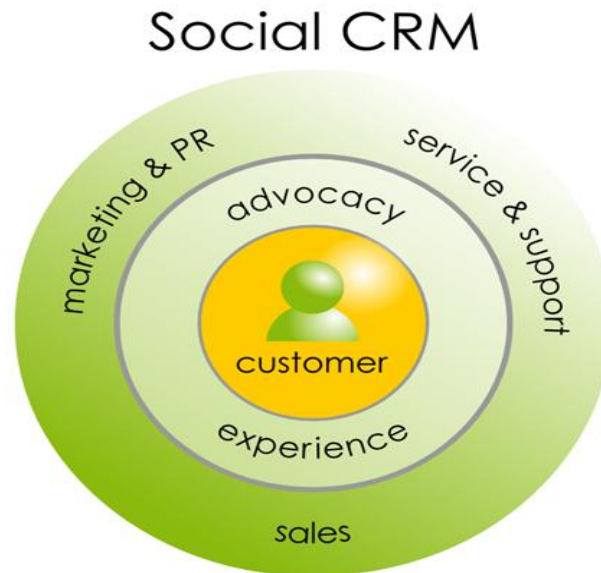 Social CRM
marketing & PR
service & support
advocacy
customer
experience
sales